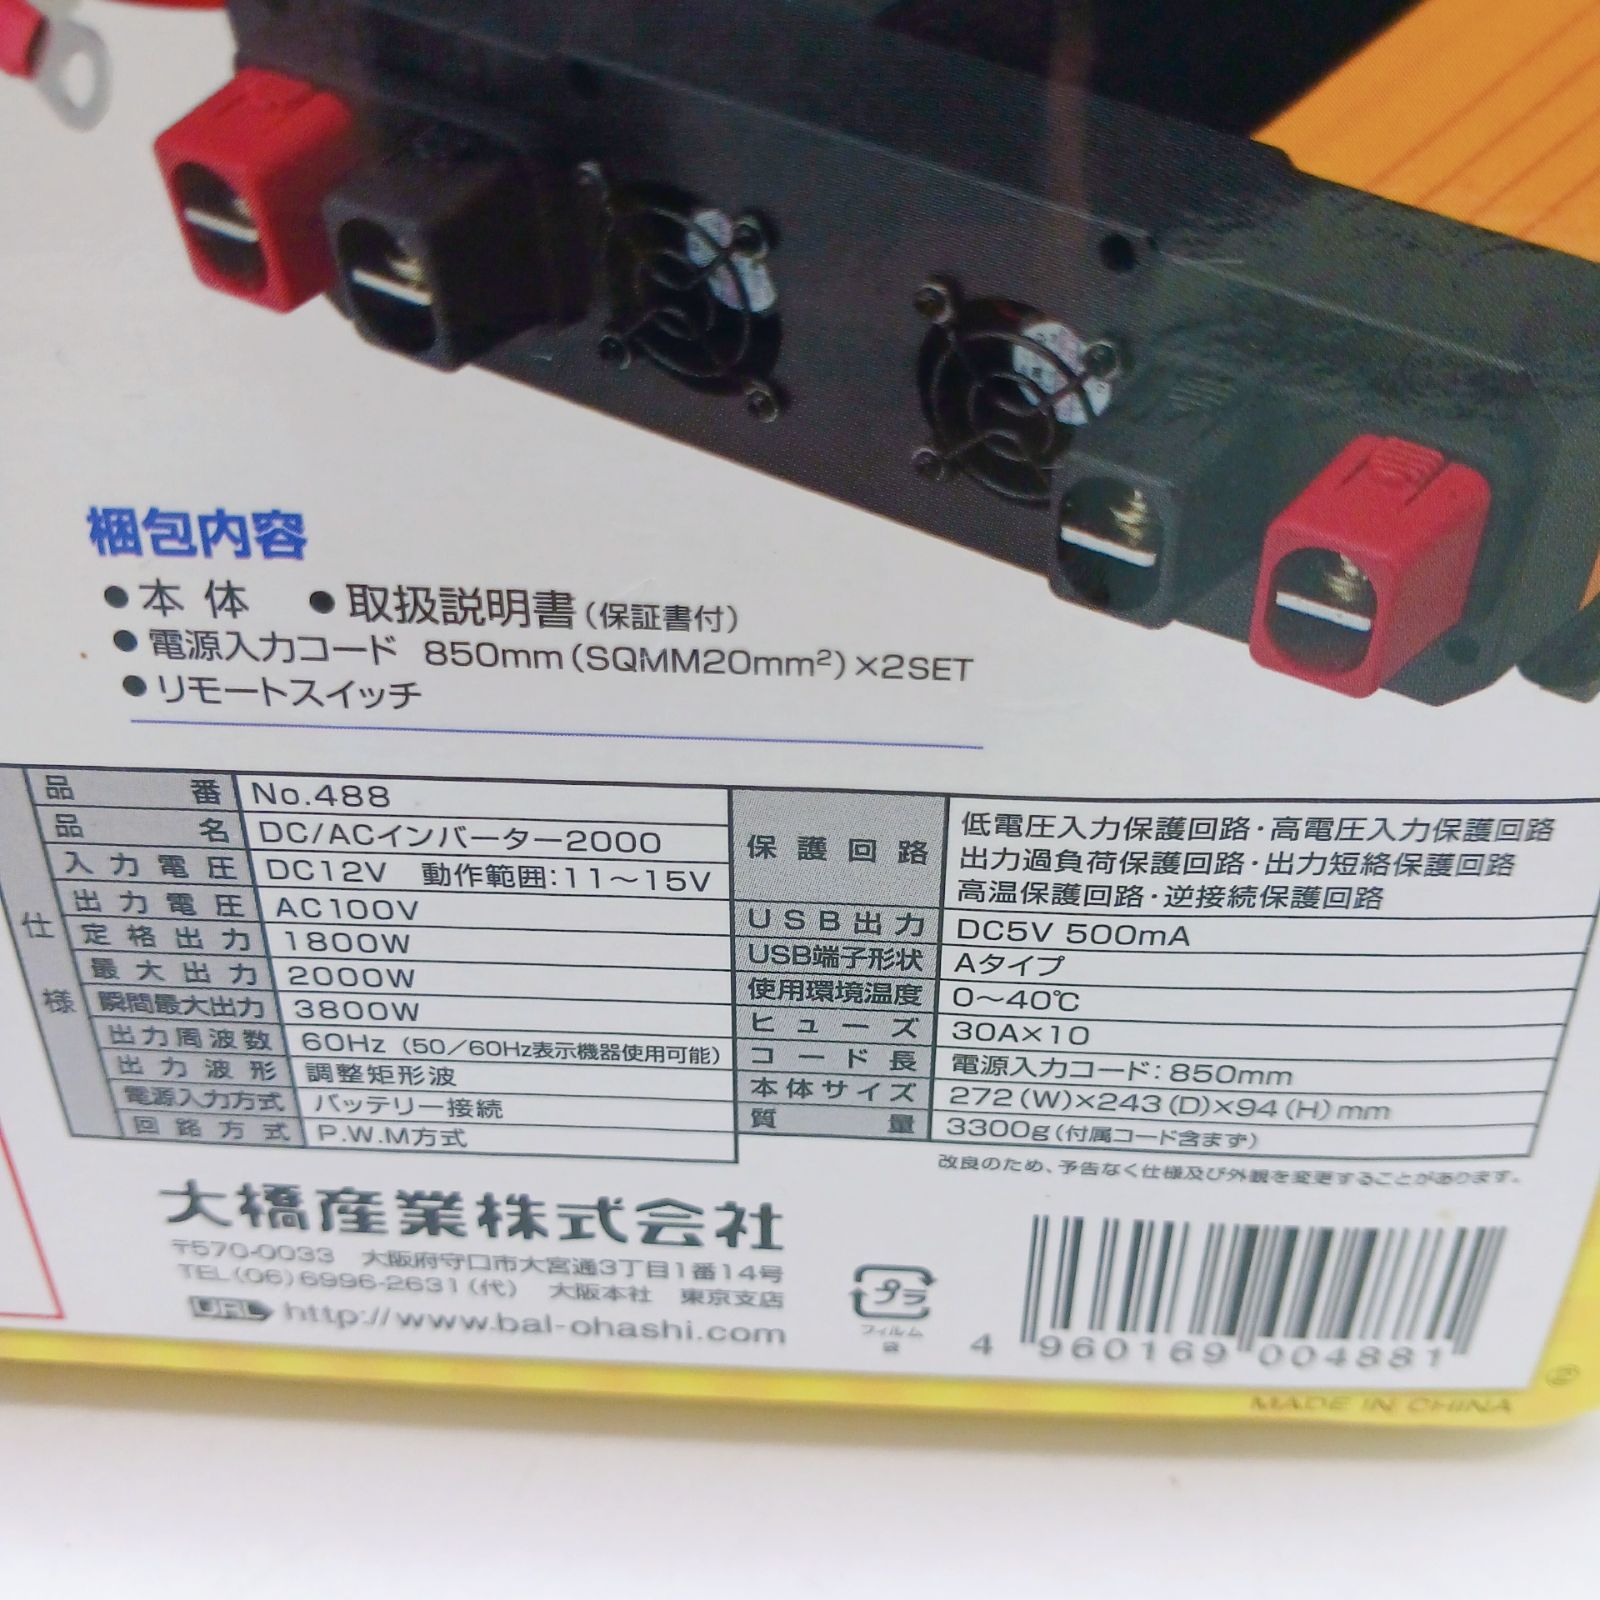 梱包内容
●本体 ●取扱説明書(保証書付)
●電源入力コード 850mm(SQMM20mm²)×2SET
●リモートスイッチ
仕様
品番 No.488
品名 DC/ACインバーター2000
入力電圧 DC12V 動作範囲:11〜15V
出力電圧 AC100V
定格出力 1800W
最大出力 2000W
瞬間最大出力 3800W
出力周波数 60Hz (50/60Hz表示機器使用可能)
出力波形 調整矩形波
電源入力方式 バッテリー接続
回路方式 P.W.M方式
保護回路 低電圧入力保護回路・高電圧入力保護回路
出力過負荷保護回路・出力短絡保護回路
高温保護回路・逆接続保護回路
USB出力 DC5V 500mA
USB端子形状 Aタイプ
使用環境温度 0〜40℃
ヒューズ 30A×10
コード長 電源入力コード:850mm
本体サイズ 272(W)×243(D)×94(H)mm
質量 3300g(付属コード含まず)
改良のため、予告なく仕様及び外観を変更することがあります。
大橋産業株式会社
〒570-0033 大阪府守口市大宮通3丁目1番14号
TEL(06)6996-2631(代) 大阪本社 東京支店
URL http://www.bal-ohashi.com
プラ
フィルム
袋
4 960169 004881
MADE IN CHINA
②